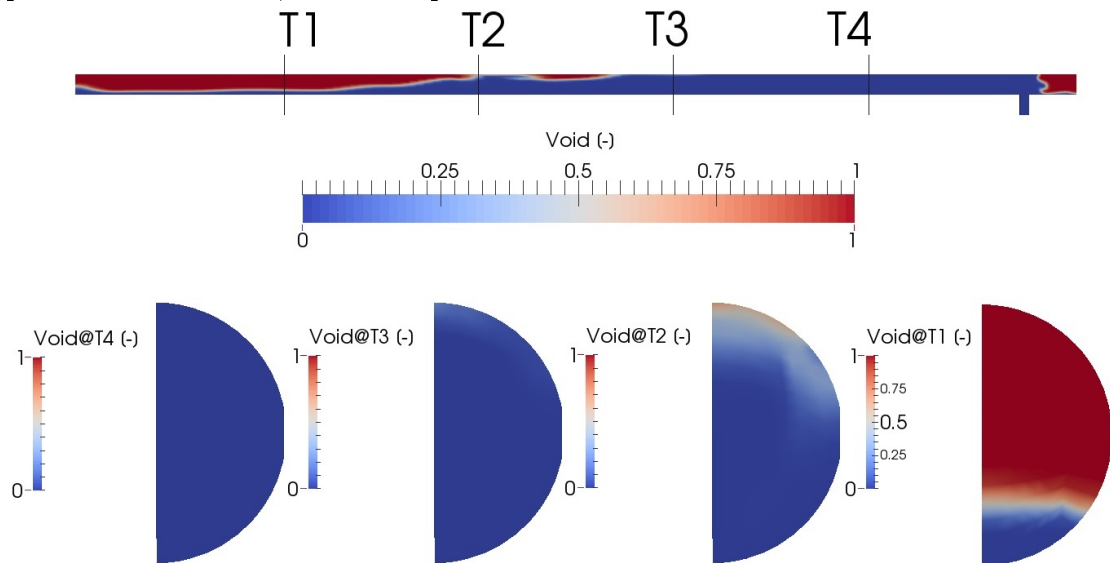 T1 T2 T3 T4
Void (-)
0.25 0.5 0.75 1
0 1
Void@T4 (-) Void@T3 (-) Void@T2 (-) Void@T1 (-)
1 1 1 1
0.75
0.5
0.25
0 0 0 0